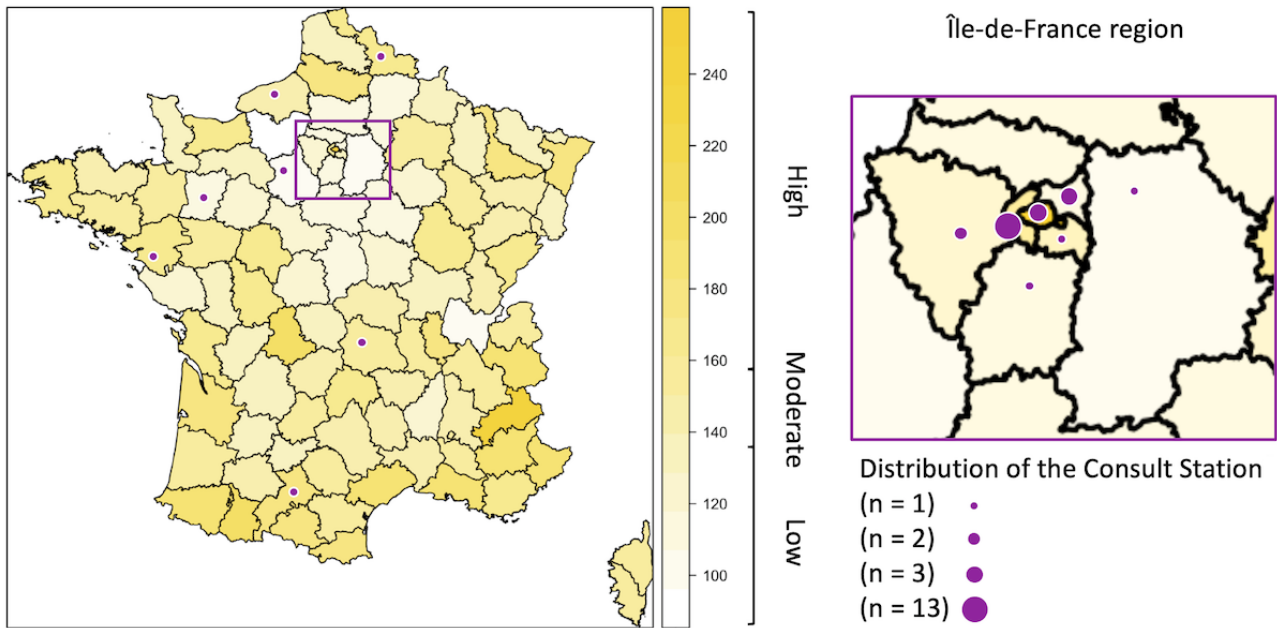 240
220
200
180
160
140
120
100
High
Moderate
Low
Île-de-France region
Distribution of the Consult Station
(n = 1)
(n = 2)
(n = 3)
(n = 13)